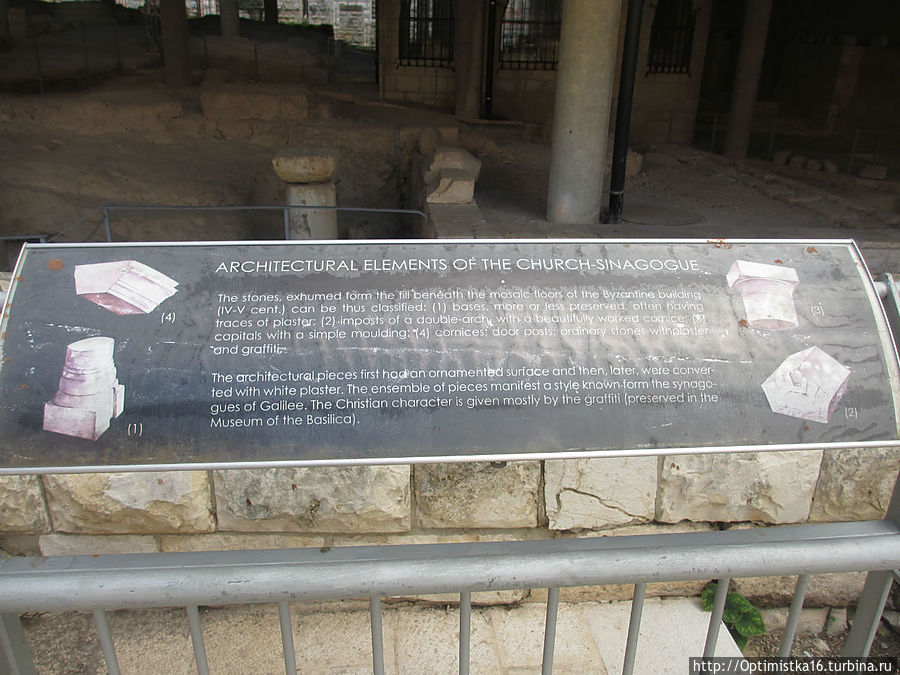 ARCHITECTURAL ELEMENTS OF THE CHURCH-SINAGOGUE
The stones, exhumed form the fill beneath the mosaic floors of the Byzantine building
(IV-V cent.) can be thus classified: (1) bases, more or less preserved, often having
traces of plaster; (2) imposts of a double-arch, with a beautifully worked carnice; (3)
capitals with a simple moulding; (4) cornices; door posts; ordinary stones withplaster
and graffiti.
The architectural pieces first had an ornamented surface and then, later, were conver-
ted with white plaster. The ensemble of pieces manifest a style known form the synago-
gues of Galilee. The Christian character is given mostly by the graffiti (preserved in the
Museum of the Basilica).
(4)
(3)
(1)
(2)
http://Optimistka16.turbina.ru